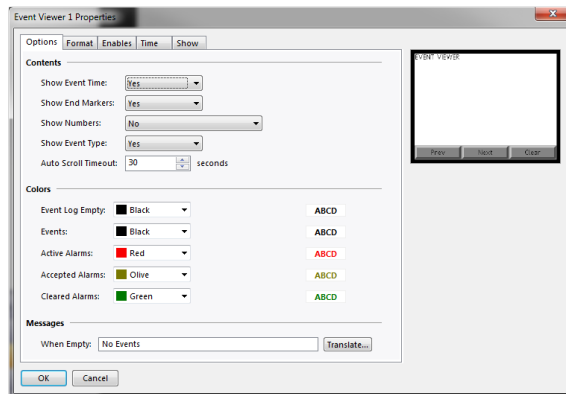 Event Viewer 1 Properties
Options Format Enables Time Show
Contents
Show Event Time: Yes
Show End Markers: Yes
Show Numbers: No
Show Event Type: Yes
Auto Scroll Timeout: 30 seconds
Colors
Event Log Empty: Black ABCD
Events: Black ABCD
Active Alarms: Red ABCD
Accepted Alarms: Olive ABCD
Cleared Alarms: Green ABCD
Messages
When Empty: No Events Translate...
OK Cancel
EVENT VIEWER
Prev Next Clear